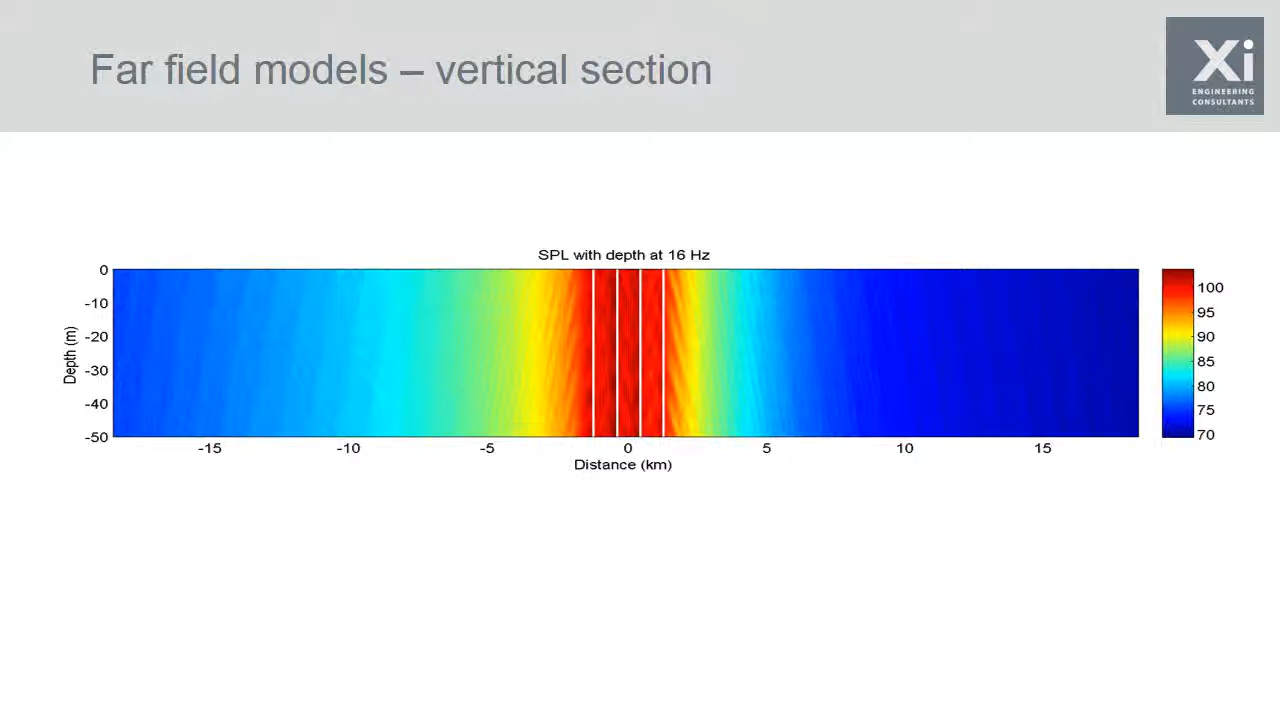 Far field models – vertical section
Xi
ENGINEERING
CONSULTANTS
SPL with depth at 16 Hz
0
-10
-20
-30
-40
-50
Depth (m)
-15 -10 -5 0 5 10 15
Distance (km)
100
95
90
85
80
75
70